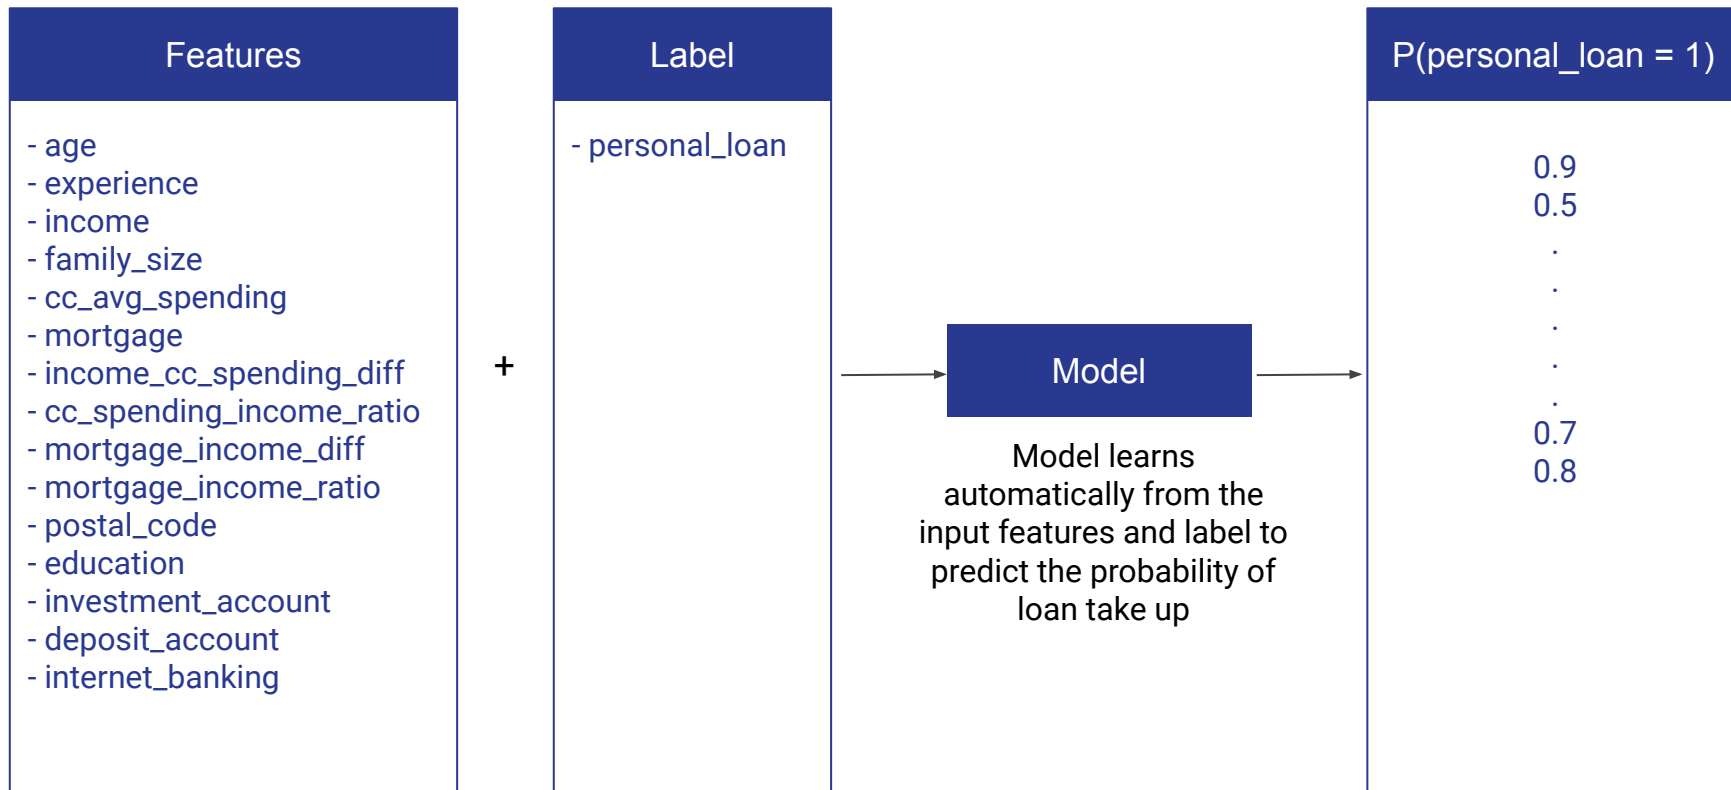 Features
- age
- experience
- income
- family_size
- cc_avg_spending
- mortgage
- income_cc_spending_diff
- cc_spending_income_ratio
- mortgage_income_diff
- mortgage_income_ratio
- postal_code
- education
- investment_account
- deposit_account
- internet_banking
+
Label
- personal_loan
Model
Model learns
automatically from the
input features and label to
predict the probability of
loan take up
P(personal_loan = 1)
0.9
0.5
.
.
.
.
.
0.7
0.8